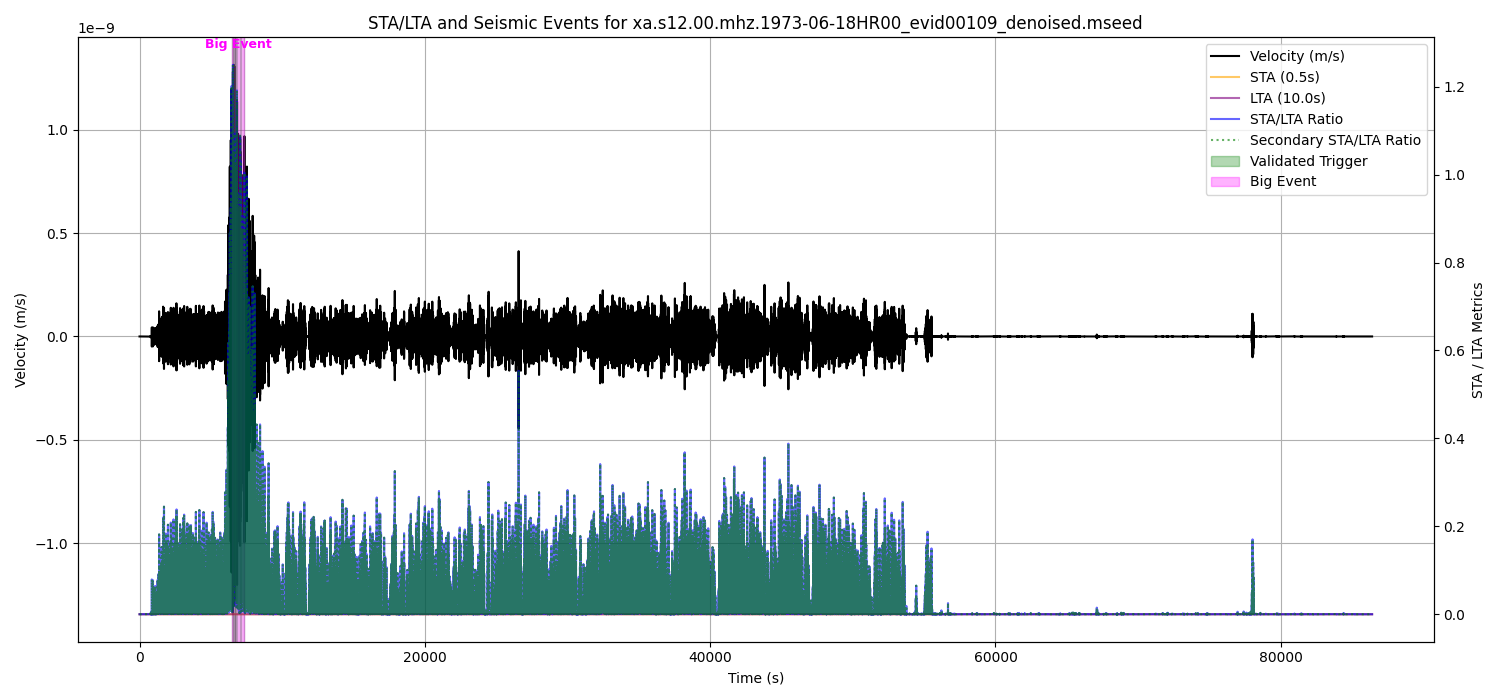 STA/LTA and Seismic Events for xa.s12.00.mhz.1973-06-18HR00_evid00109_denoised.mseed
1e−9
Big Event
Velocity (m/s)
STA (0.5s)
LTA (10.0s)
STA/LTA Ratio
Secondary STA/LTA Ratio
Validated Trigger
Big Event
1.0
0.5
0.0
−0.5
−1.0
Velocity (m/s)
1.2
1.0
0.8
0.6
0.4
0.2
0.0
STA / LTA Metrics
0
20000
40000
60000
80000
Time (s)